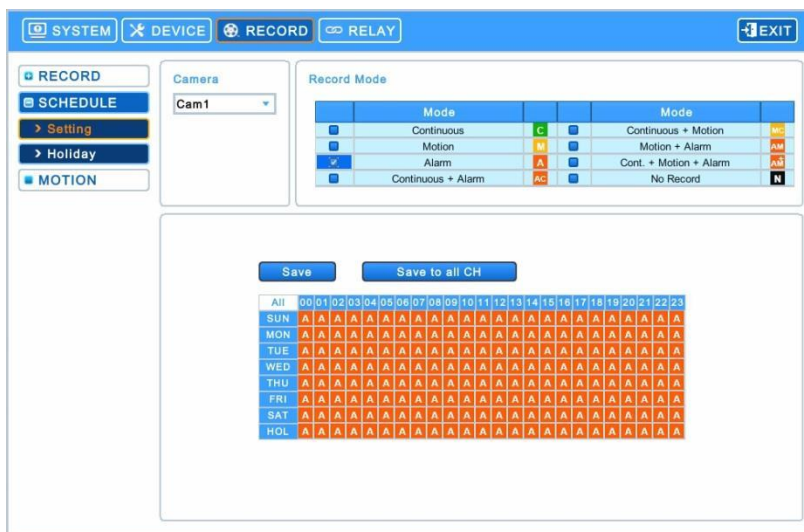 SYSTEM DEVICE RECORD RELAY EXIT
RECORD
SCHEDULE
> Setting
> Holiday
MOTION
Camera
Cam1
Record Mode
Mode Mode
Continuous C Continuous + Motion MC
Motion M Motion + Alarm AM
Alarm A Cont. + Motion + Alarm
Continuous + Alarm AC No Record N
Save Save to all CH
All 00 01 02 03 04 05 06 07 08 09 10 11 12 13 14 15 16 17 18 19 20 21 22 23
SUN A A A A A A A A A A A A A A A A A A A A A A A A
MON A A A A A A A A A A A A A A A A A A A A A A A A
TUE A A A A A A A A A A A A A A A A A A A A A A A A
WED A A A A A A A A A A A A A A A A A A A A A A A A
THU A A A A A A A A A A A A A A A A A A A A A A A A
FRI A A A A A A A A A A A A A A A A A A A A A A A A
SAT A A A A A A A A A A A A A A A A A A A A A A A A
HOL A A A A A A A A A A A A A A A A A A A A A A A A